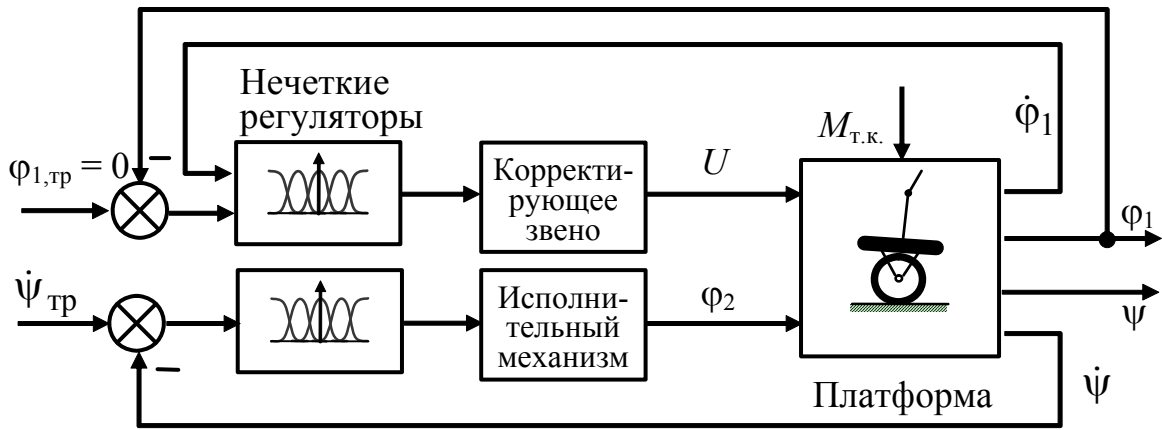 Нечеткие
регуляторы
φ̇₁
Mт.к.
φ₁,тр = 0
−
Корректи-
рующее
звено
U
φ₁
ψ̇тр
Исполни-
тельный
механизм
φ₂
ψ
−
ψ̇
Платформа